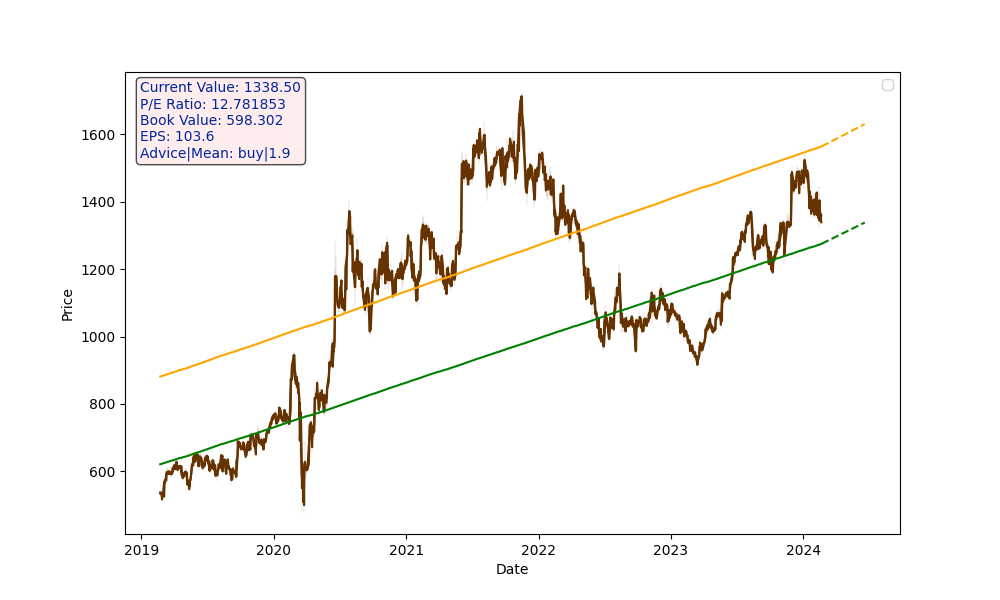 Current Value: 1338.50
P/E Ratio: 12.781853
Book Value: 598.302
EPS: 103.6
Advice|Mean: buy|1.9
1600
1400
1200
1000
800
600
Price
2019 2020 2021 2022 2023 2024
Date